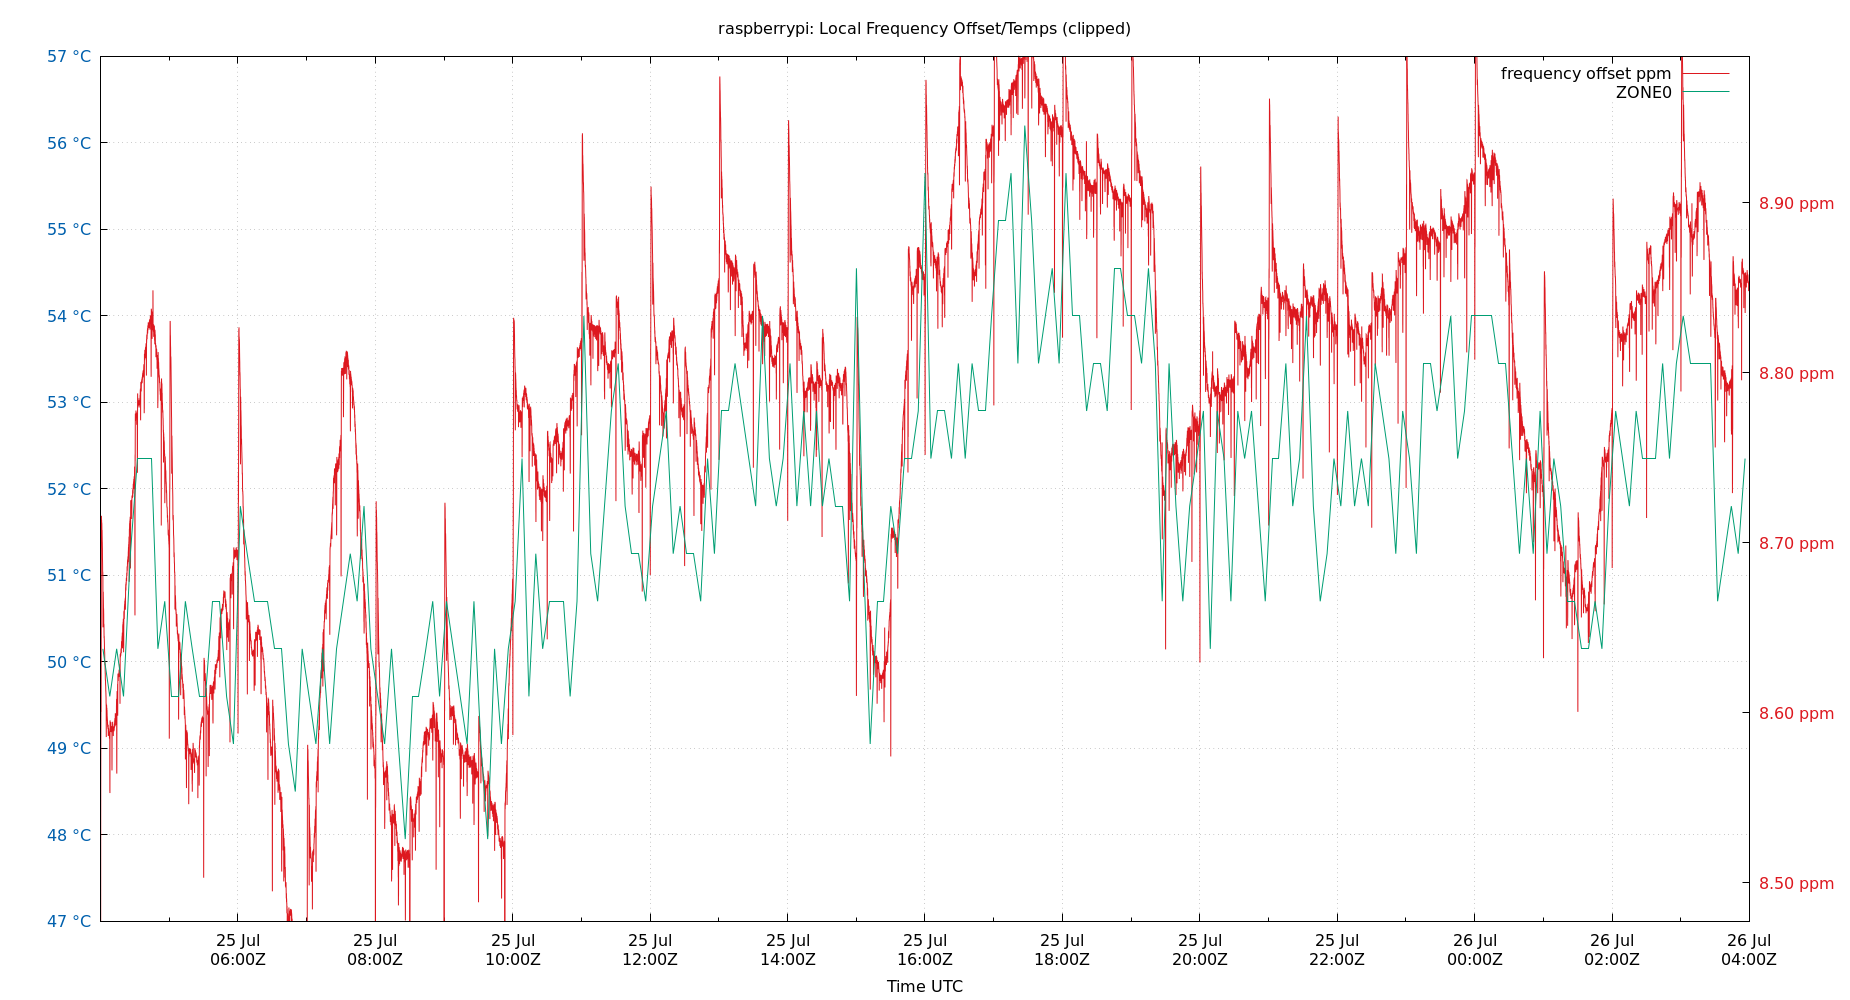 raspberrypi: Local Frequency Offset/Temps (clipped)
57 °C
56 °C
55 °C
54 °C
53 °C
52 °C
51 °C
50 °C
49 °C
48 °C
47 °C
frequency offset ppm
ZONE0
8.90 ppm
8.80 ppm
8.70 ppm
8.60 ppm
8.50 ppm
25 Jul 25 Jul 25 Jul 25 Jul 25 Jul 25 Jul 25 Jul 25 Jul 25 Jul 26 Jul 26 Jul 26 Jul
06:00Z 08:00Z 10:00Z 12:00Z 14:00Z 16:00Z 18:00Z 20:00Z 22:00Z 00:00Z 02:00Z 04:00Z
Time UTC